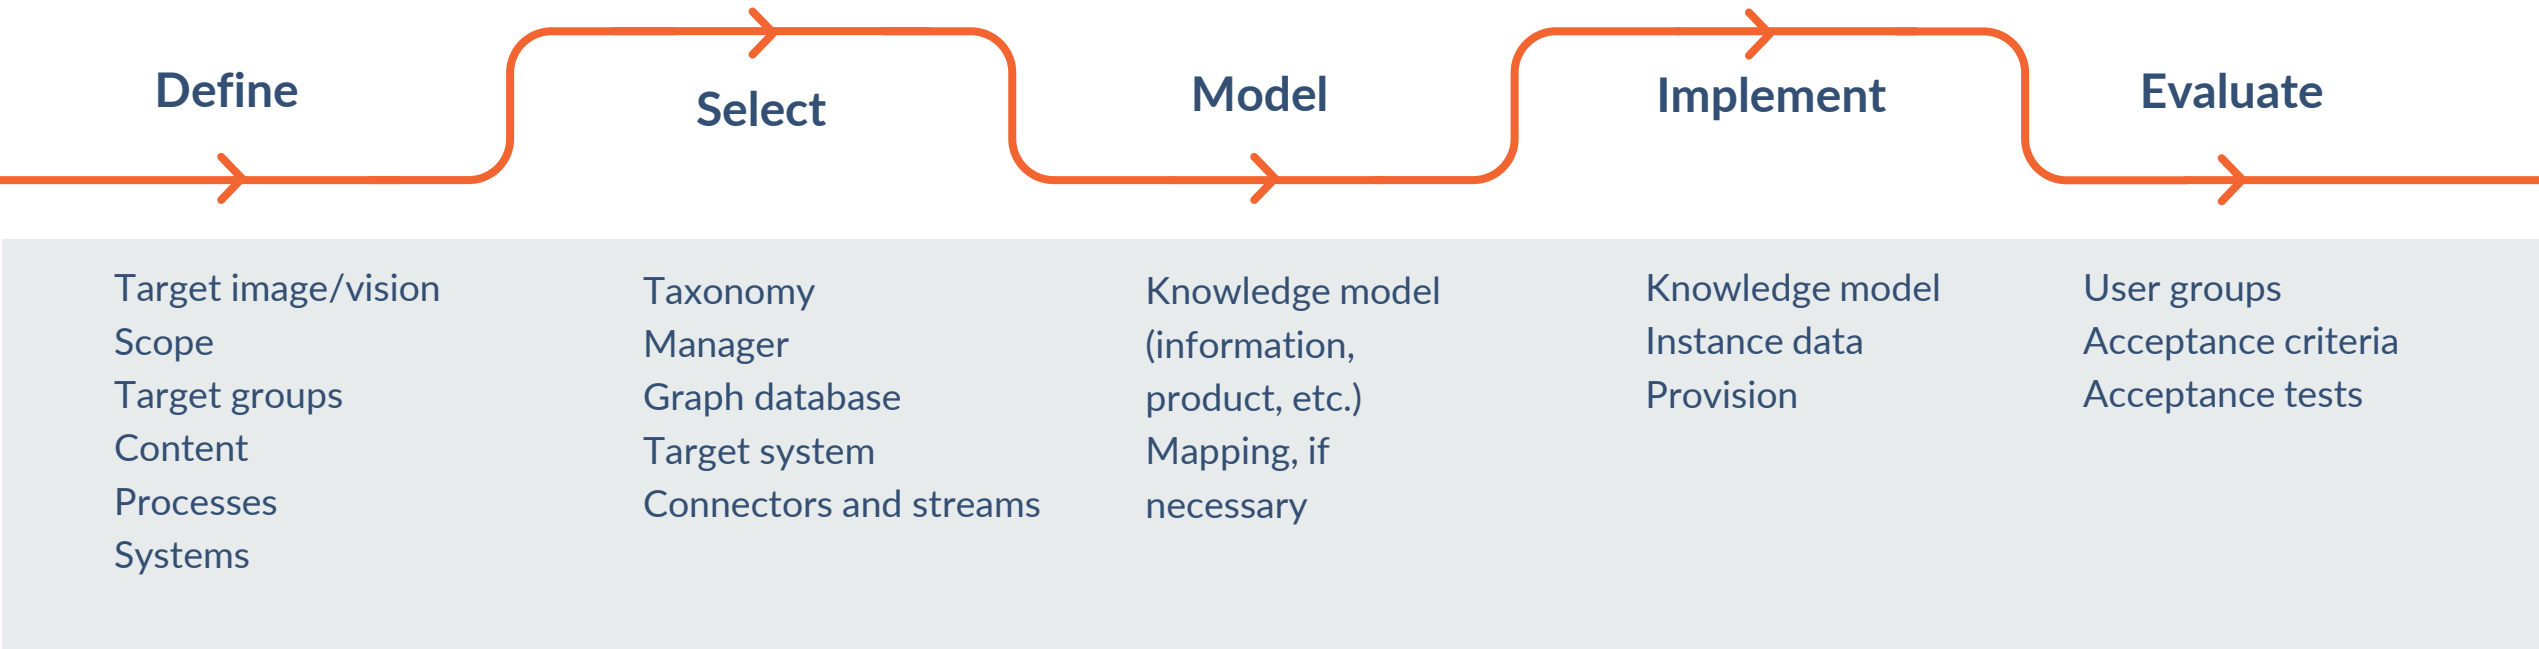 Define
Select
Model
Implement
Evaluate
Target image/vision
Scope
Target groups
Content
Processes
Systems
Taxonomy
Manager
Graph database
Target system
Connectors and streams
Knowledge model
(information,
product, etc.)
Mapping, if
necessary
Knowledge model
Instance data
Provision
User groups
Acceptance criteria
Acceptance tests